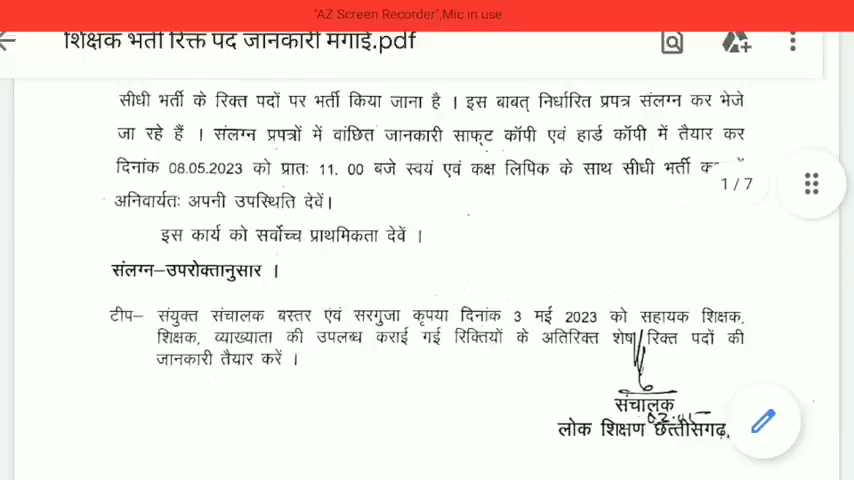 "AZ Screen Recorder",Mic in use
शिक्षक भर्ती रिक्त पद जानकारी मगाई.pdf
सीधी भर्ती के रिक्त पदों पर भर्ती किया जाना है । इस बाबत् निर्धारित प्रपत्र संलग्न कर भेजे
जा रहे हैं । संलग्न प्रपत्रों में वांछित जानकारी साफ्ट कॉपी एवं हार्ड कॉपी में तैयार कर
दिनांक 08.05.2023 को प्रातः 11. 00 बजे स्वयं एवं कक्ष लिपिक के साथ सीधी भर्ती
1 / 7
अनिवार्यतः अपनी उपस्थिति देवें।
इस कार्य को सर्वोच्च प्राथमिकता देवें ।
संलग्न-उपरोक्तानुसार ।
टीप- संयुक्त संचालक बस्तर एंव सरगुजा कृपया दिनांक 3 मई 2023 को सहायक शिक्षक,
शिक्षक, व्याख्याता की उपलब्ध कराई गई रिक्तियों के अतिरिक्त शेष रिक्त पदों की
जानकारी तैयार करें ।
संचालक
लोक शिक्षण छत्तीसगढ़,